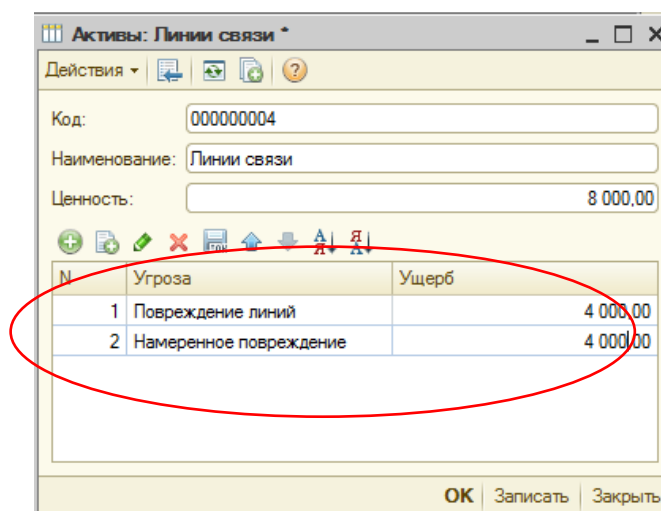 Активы: Линии связи *
Действия
Код: 000000004
Наименование: Линии связи
Ценность: 8 000,00
N Угроза Ущерб
1 Повреждение линий 4 000,00
2 Намеренное повреждение 4 000,00
OK Записать Закрыть